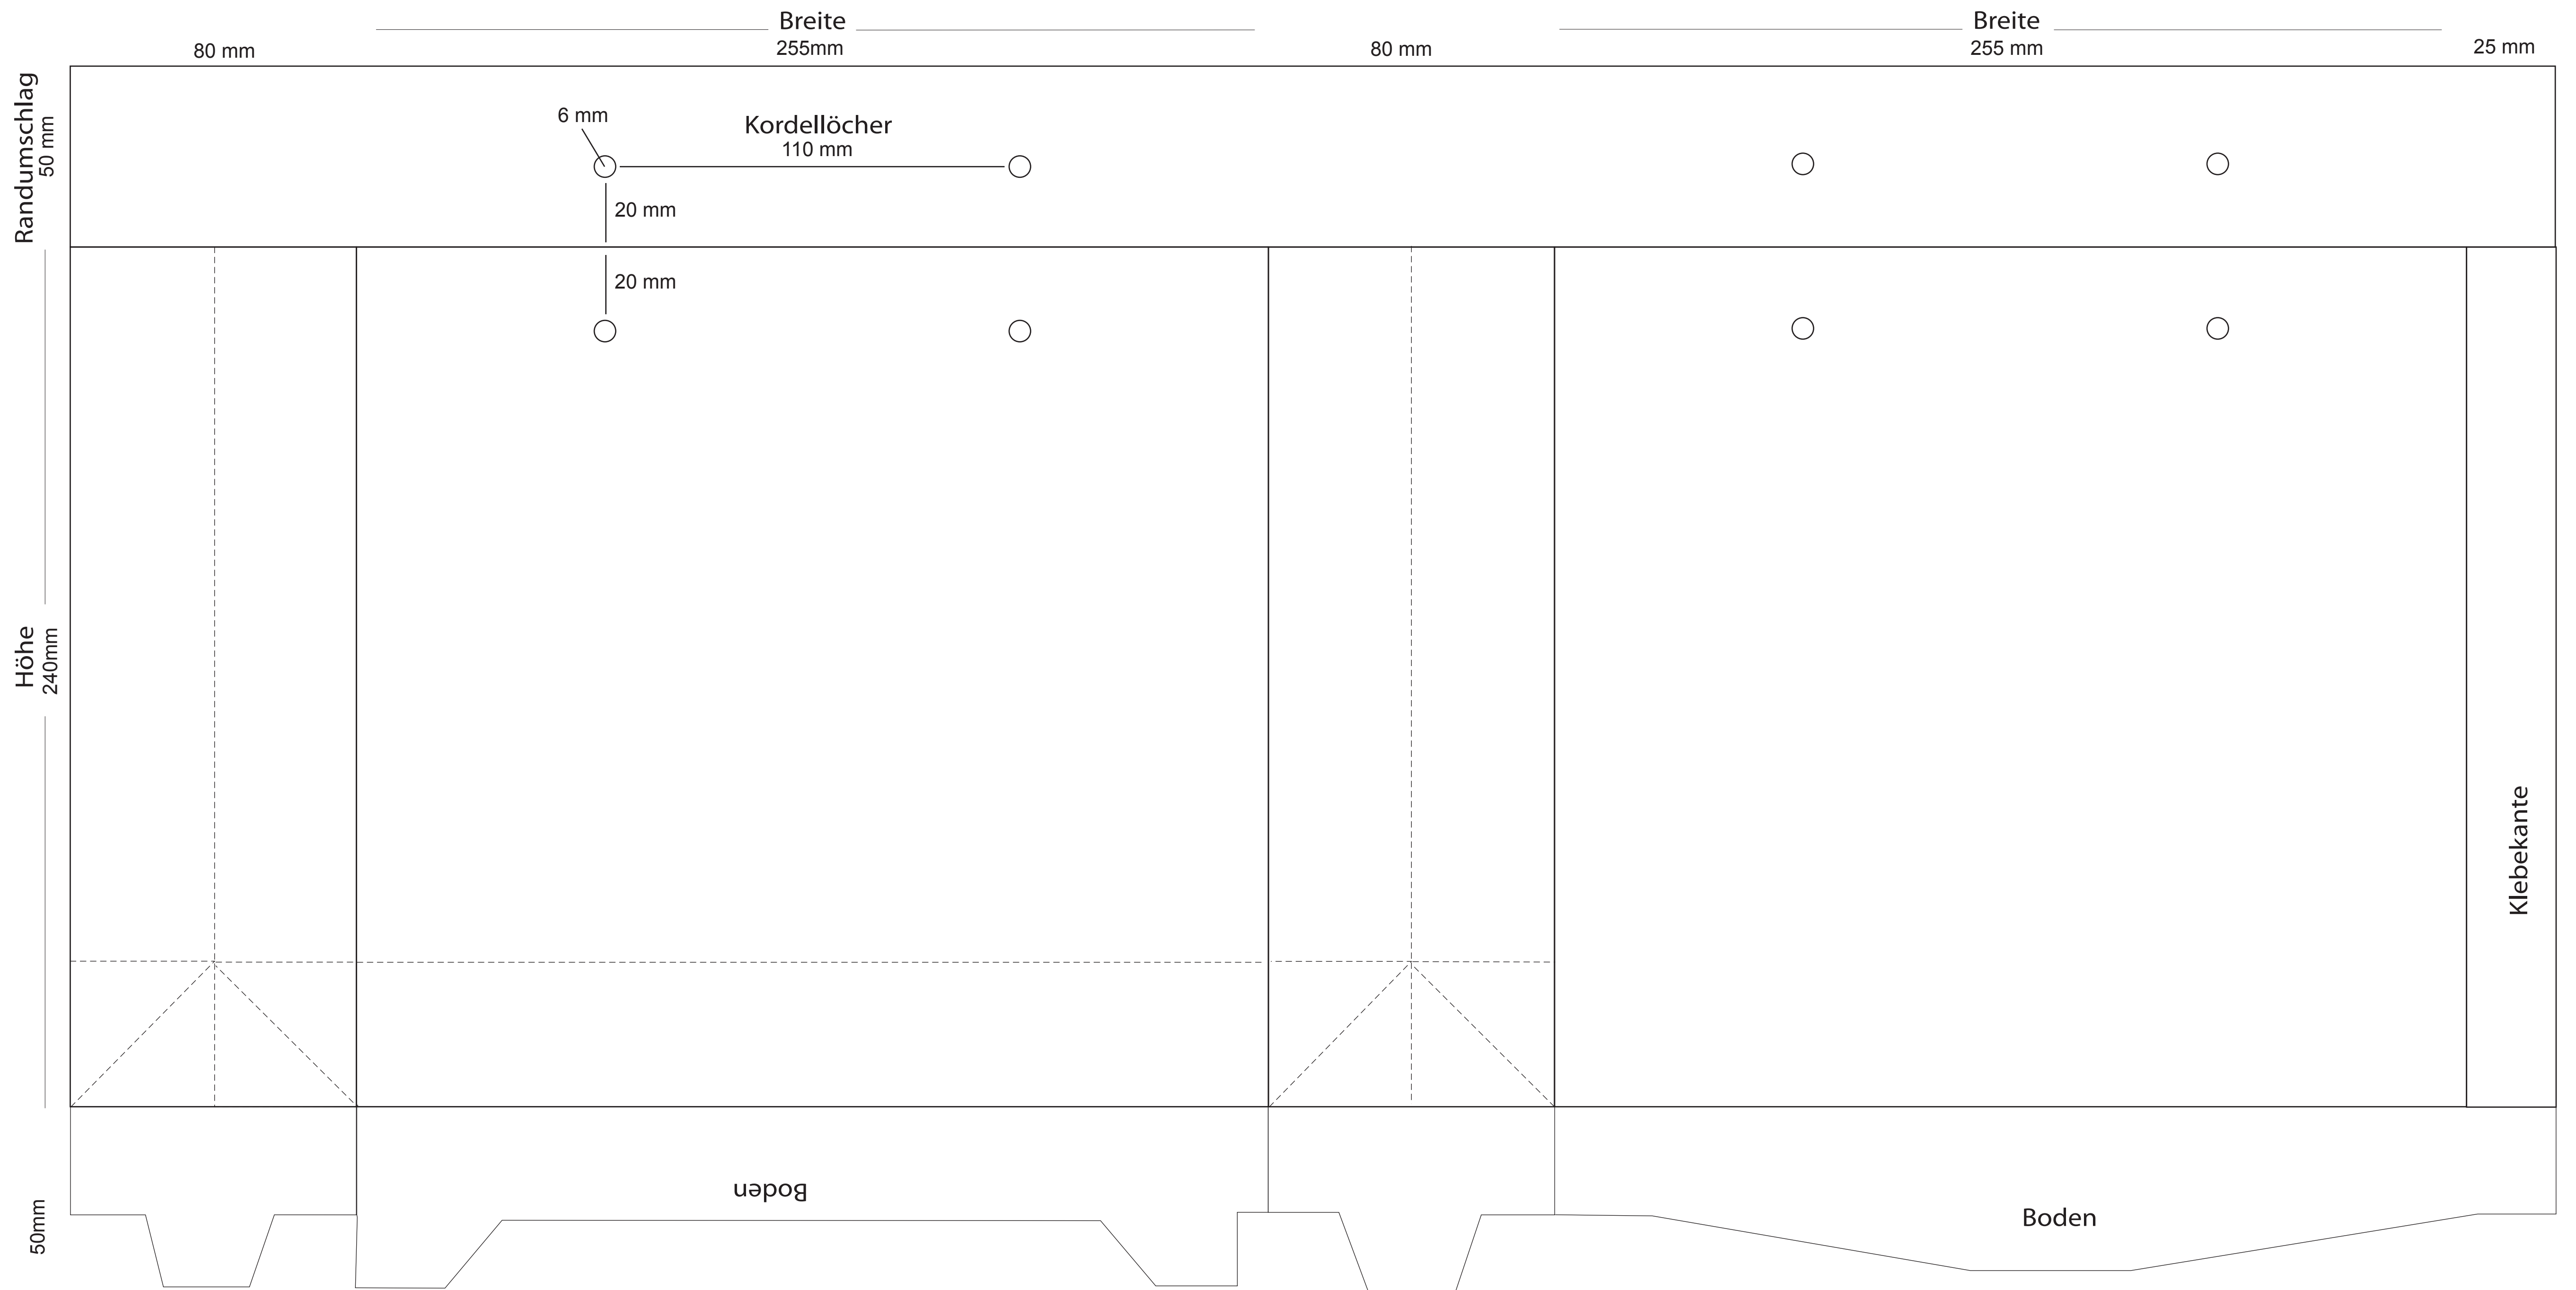 Breite
Breite
80 mm
255mm
80 mm
255 mm
25 mm
Randumschlag
50 mm
6 mm
Kordellöcher
110 mm
20 mm
20 mm
Höhe
240mm
Klebekante
Boden
Boden
50mm